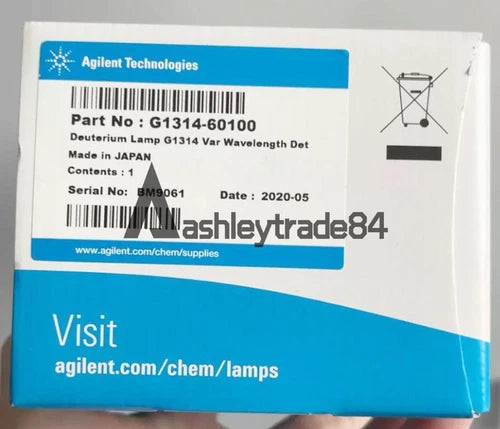 Agilent Technologies
Part No : G1314-60100
Deuterium Lamp G1314 Var Wavelength Det
Made in JAPAN
Contents : 1
Serial No: BM9061 Date : 2020-05
Aashleytrade84
www.agilent.com/chem/supplies
Visit
agilent.com/chem/lamps